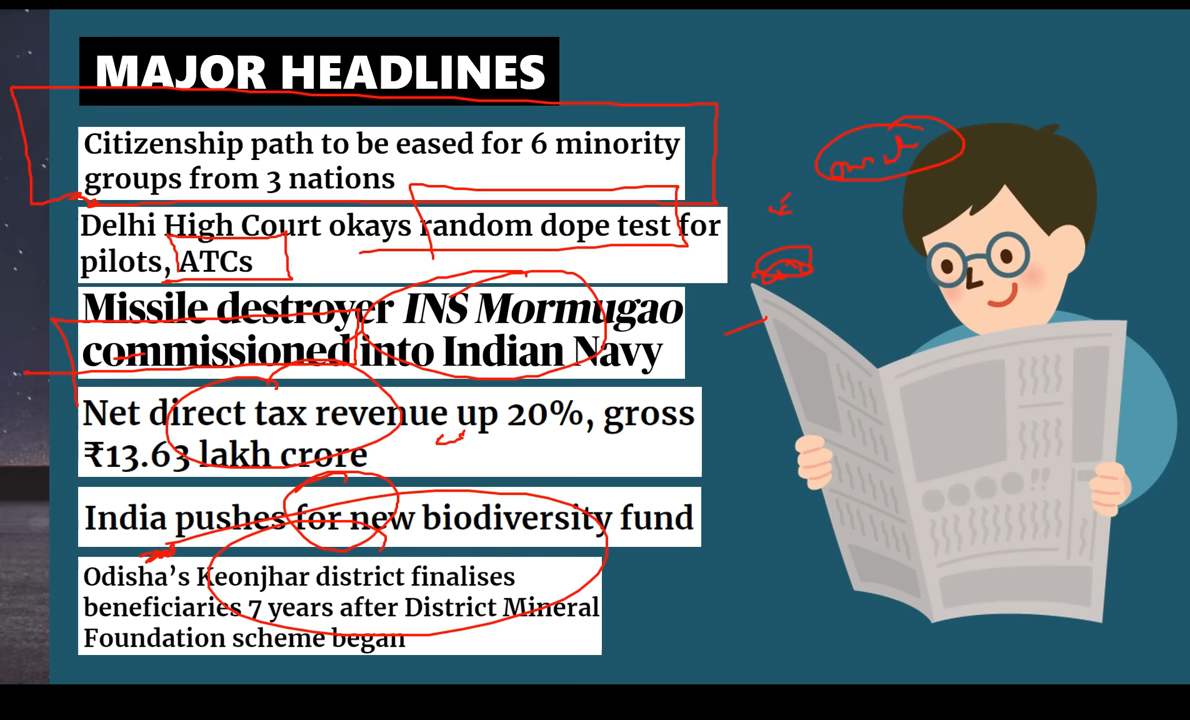 MAJOR HEADLINES
Citizenship path to be eased for 6 minority
groups from 3 nations
Delhi High Court okays random dope test for
pilots, ATCs
Missile destroyer INS Mormugao
commissioned into Indian Navy
Net direct tax revenue up 20%, gross
₹13.63 lakh crore
India pushes for new biodiversity fund
Odisha's Keonjhar district finalises
beneficiaries 7 years after District Mineral
Foundation scheme began